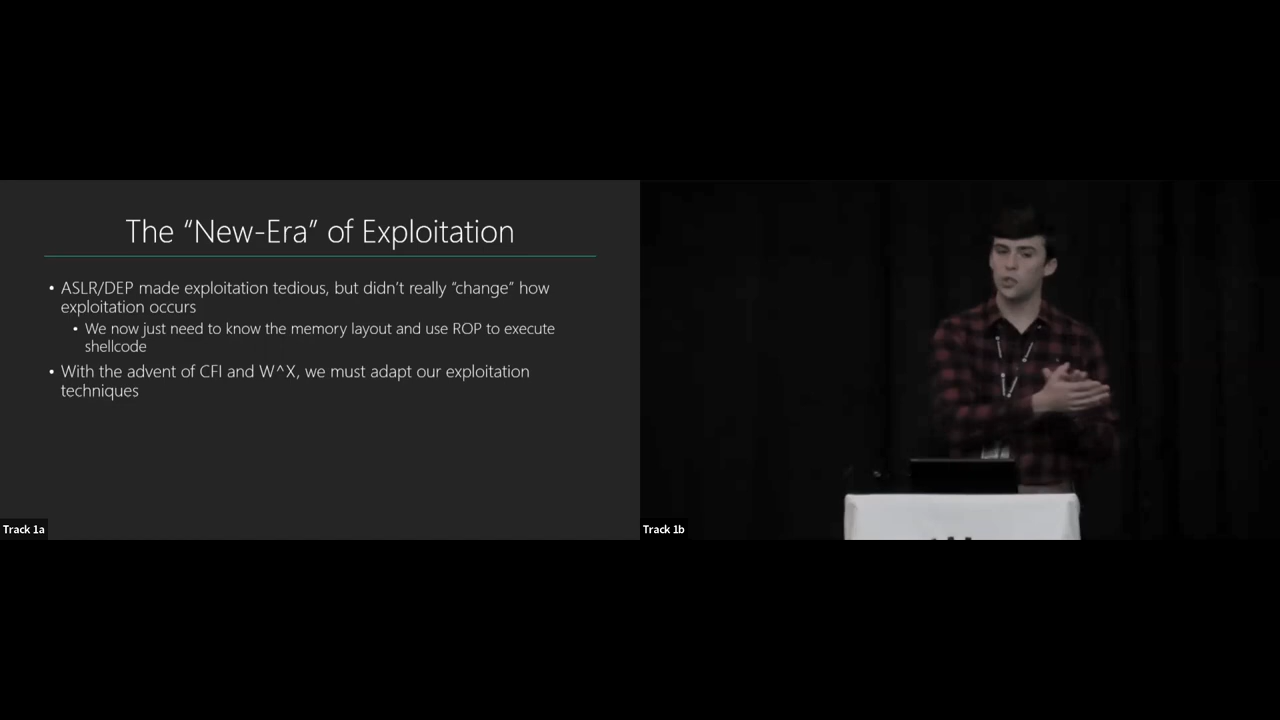 The “New-Era” of Exploitation
• ASLR/DEP made exploitation tedious, but didn’t really “change” how
exploitation occurs
• We now just need to know the memory layout and use ROP to execute
shellcode
• With the advent of CFI and W^X, we must adapt our exploitation
techniques
Track 1a
Track 1b